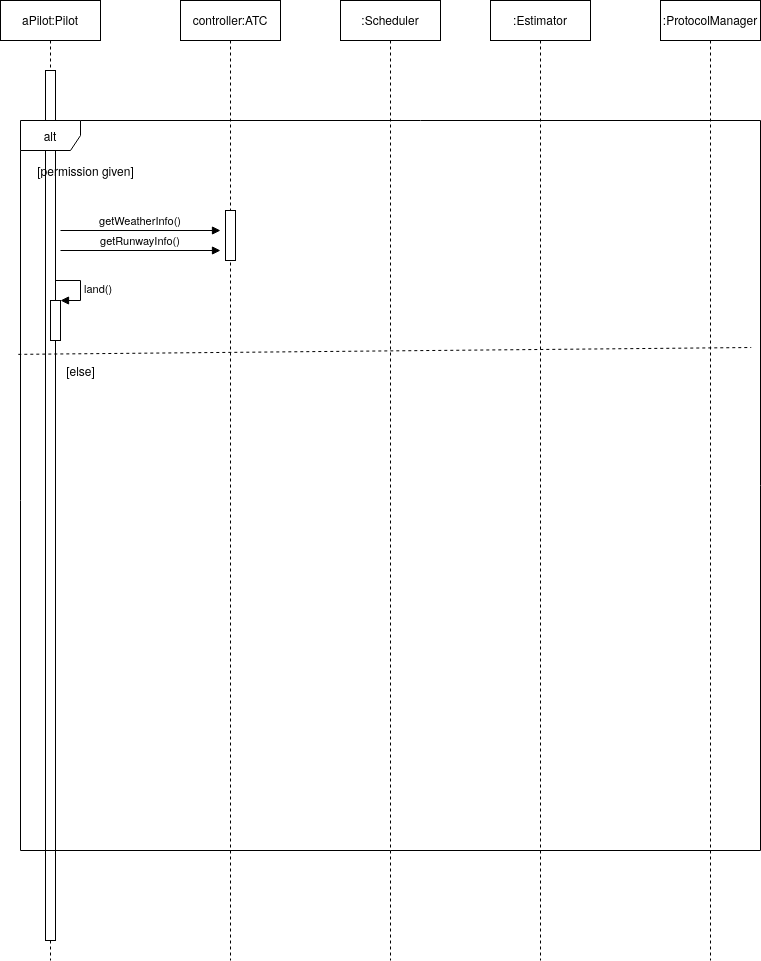 aPilot:Pilot
controller:ATC
:Scheduler
:Estimator
:ProtocolManager
alt
[permission given]
getWeatherInfo()
getRunwayInfo()
land()
[else]